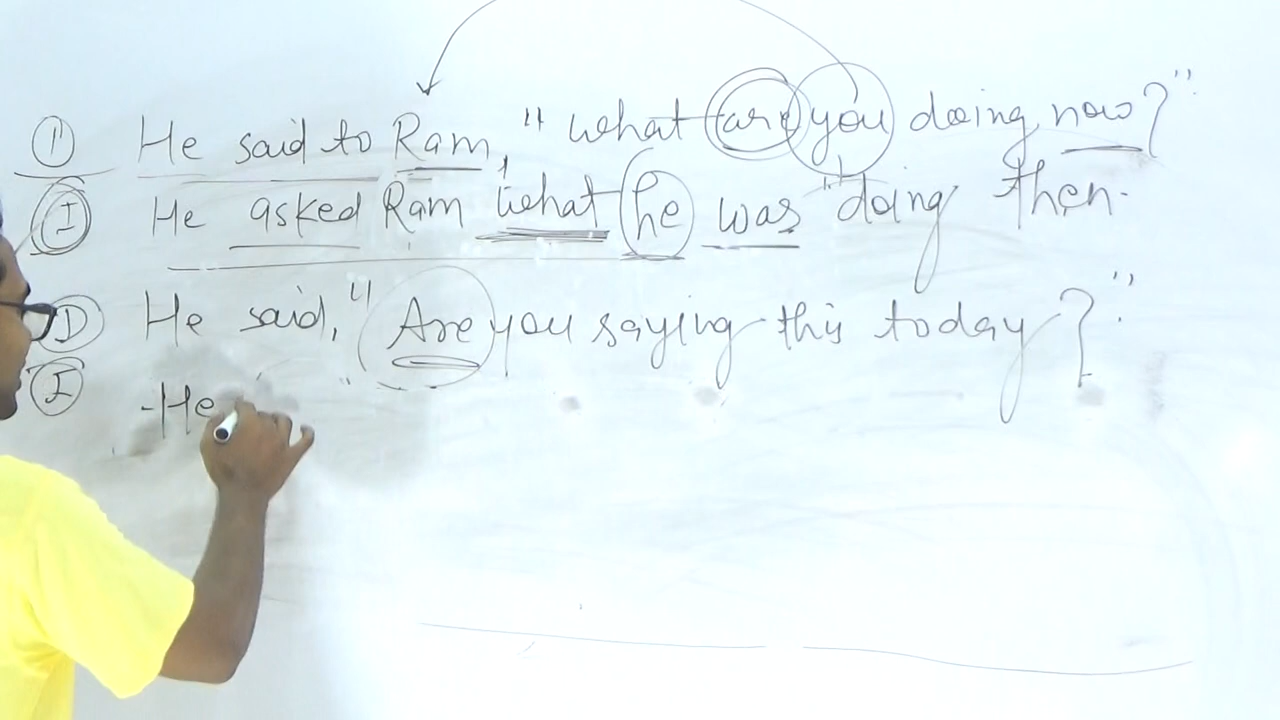 ① He said to Ram, "what are you doing now?"
Ⓘ He asked Ram what he was doing then.
Ⓓ He said, "Are you saying this today?"
Ⓘ He